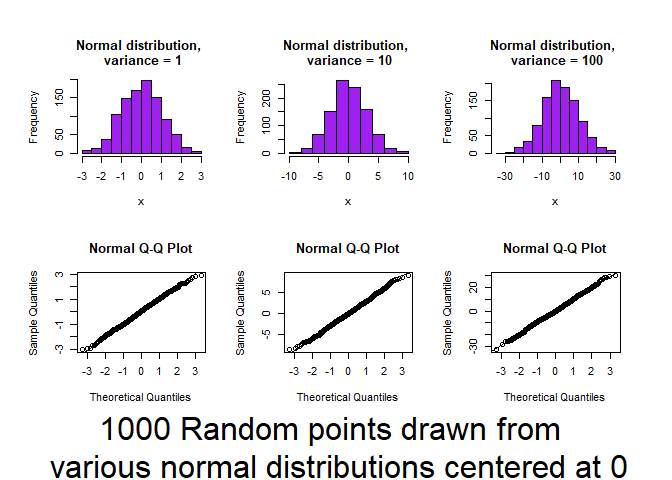 Normal distribution,
variance = 1
Normal distribution,
variance = 10
Normal distribution,
variance = 100
Frequency
0 50 150
-3 -2 -1 0 1 2 3
x
Frequency
0 100 200
-10 -5 0 5 10
x
Frequency
0 50 150
-30 -10 0 10 30
x
Normal Q-Q Plot
Normal Q-Q Plot
Normal Q-Q Plot
Sample Quantiles
-3 -1 1 3
-3 -2 -1 0 1 2 3
Theoretical Quantiles
Sample Quantiles
-5 0 5
-3 -2 -1 0 1 2 3
Theoretical Quantiles
Sample Quantiles
-30 -10 0 20
-3 -2 -1 0 1 2 3
Theoretical Quantiles
1000 Random points drawn from
various normal distributions centered at 0